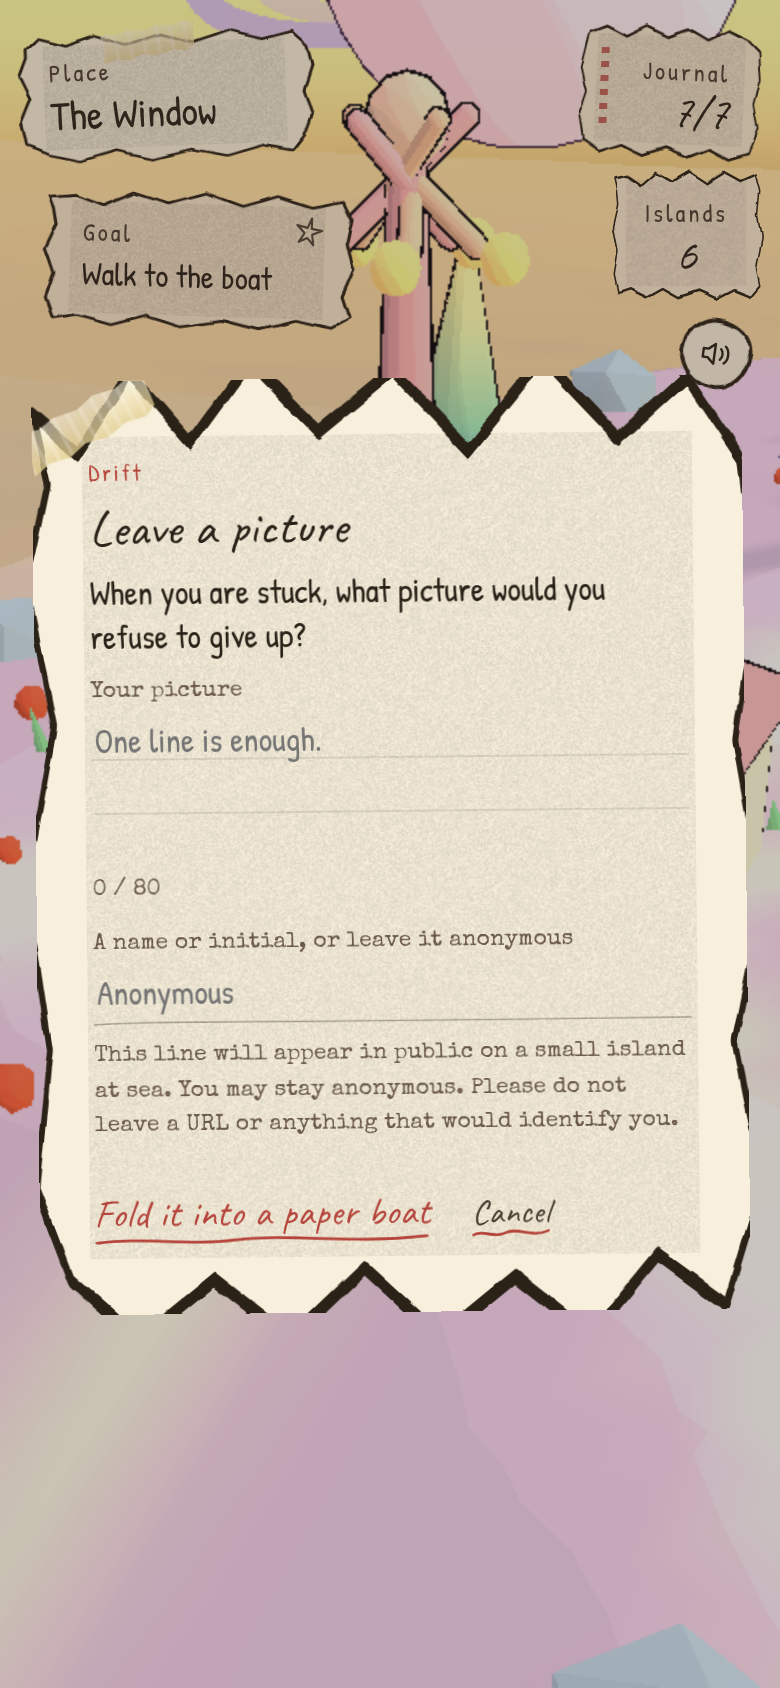 Place
The Window
Journal
7/7
Islands
6
Goal
Walk to the boat
Drift
Leave a picture
When you are stuck, what picture would you
refuse to give up?
Your picture
One line is enough.
0 / 80
A name or initial, or leave it anonymous
Anonymous
This line will appear in public on a small island
at sea. You may stay anonymous. Please do not
leave a URL or anything that would identify you.
Fold it into a paper boat
Cancel